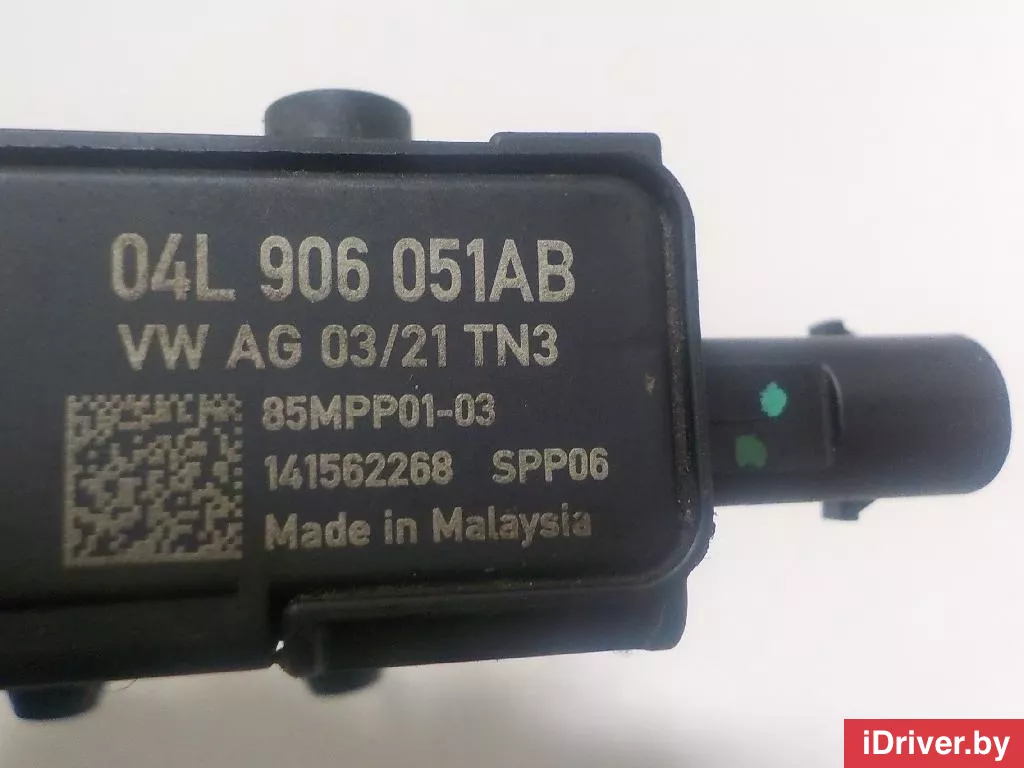 04L 906 051AB
VW AG 03/21 TN3
85MPP01-03
141562268 SPP06
Made in Malaysia
iDriver.by